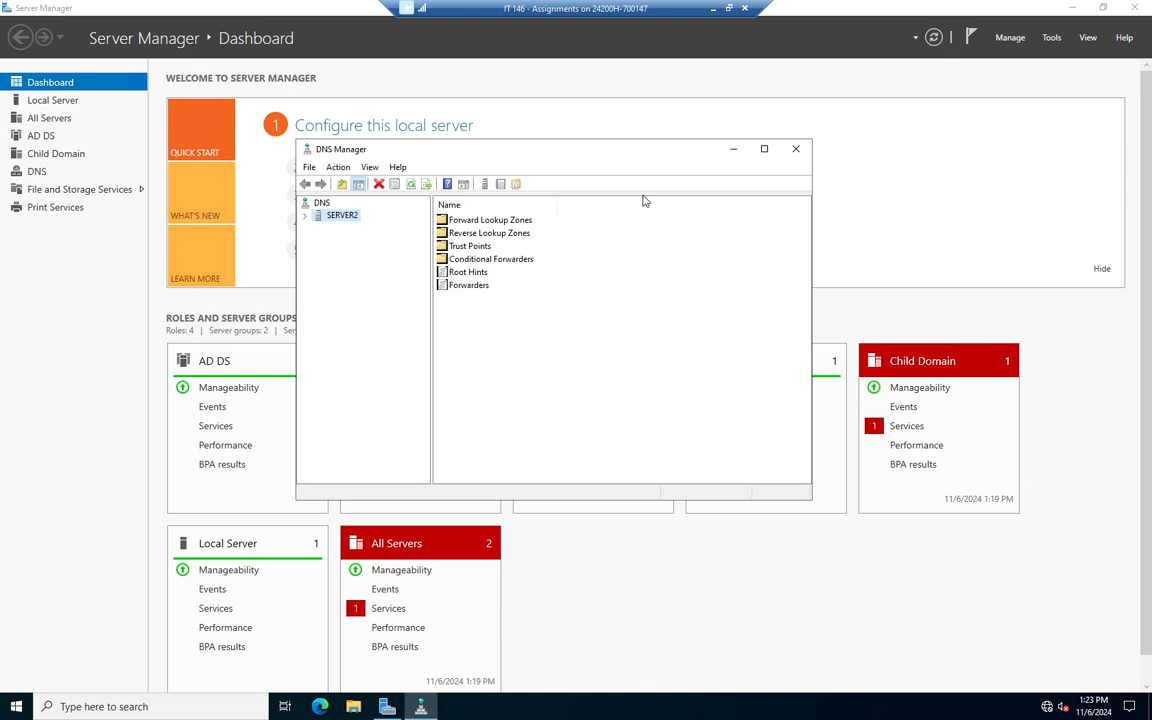 Server Manager
IT 146 - Assignments on 24200H-700147
Server Manager ‣ Dashboard
Manage Tools View Help
Dashboard
Local Server
All Servers
AD DS
Child Domain
DNS
File and Storage Services
Print Services
WELCOME TO SERVER MANAGER
QUICK START
WHAT'S NEW
LEARN MORE
1 Configure this local server
Hide
DNS Manager
File Action View Help
DNS
SERVER2
Name
Forward Lookup Zones
Reverse Lookup Zones
Trust Points
Conditional Forwarders
Root Hints
Forwarders
ROLES AND SERVER GROUPS
Roles: 4 | Server groups: 2 | Ser
AD DS
Manageability
Events
Services
Performance
BPA results
1
Child Domain 1
Manageability
Events
1 Services
Performance
BPA results
11/6/2024 1:19 PM
Local Server 1
Manageability
Events
Services
Performance
BPA results
All Servers 2
Manageability
Events
1 Services
Performance
BPA results
11/6/2024 1:19 PM
Type here to search
1:23 PM
11/6/2024